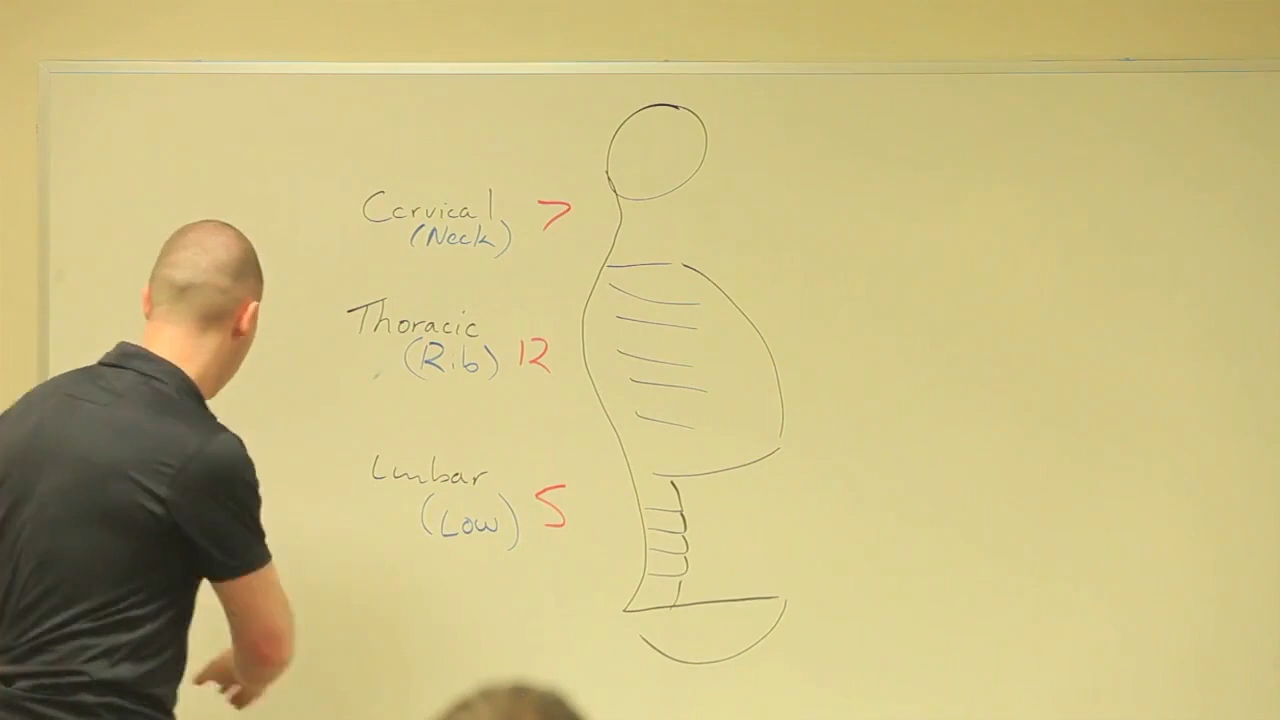 Cervical 7
(Neck)
Thoracic
(Rib) 12
Lumbar
(Low) 5